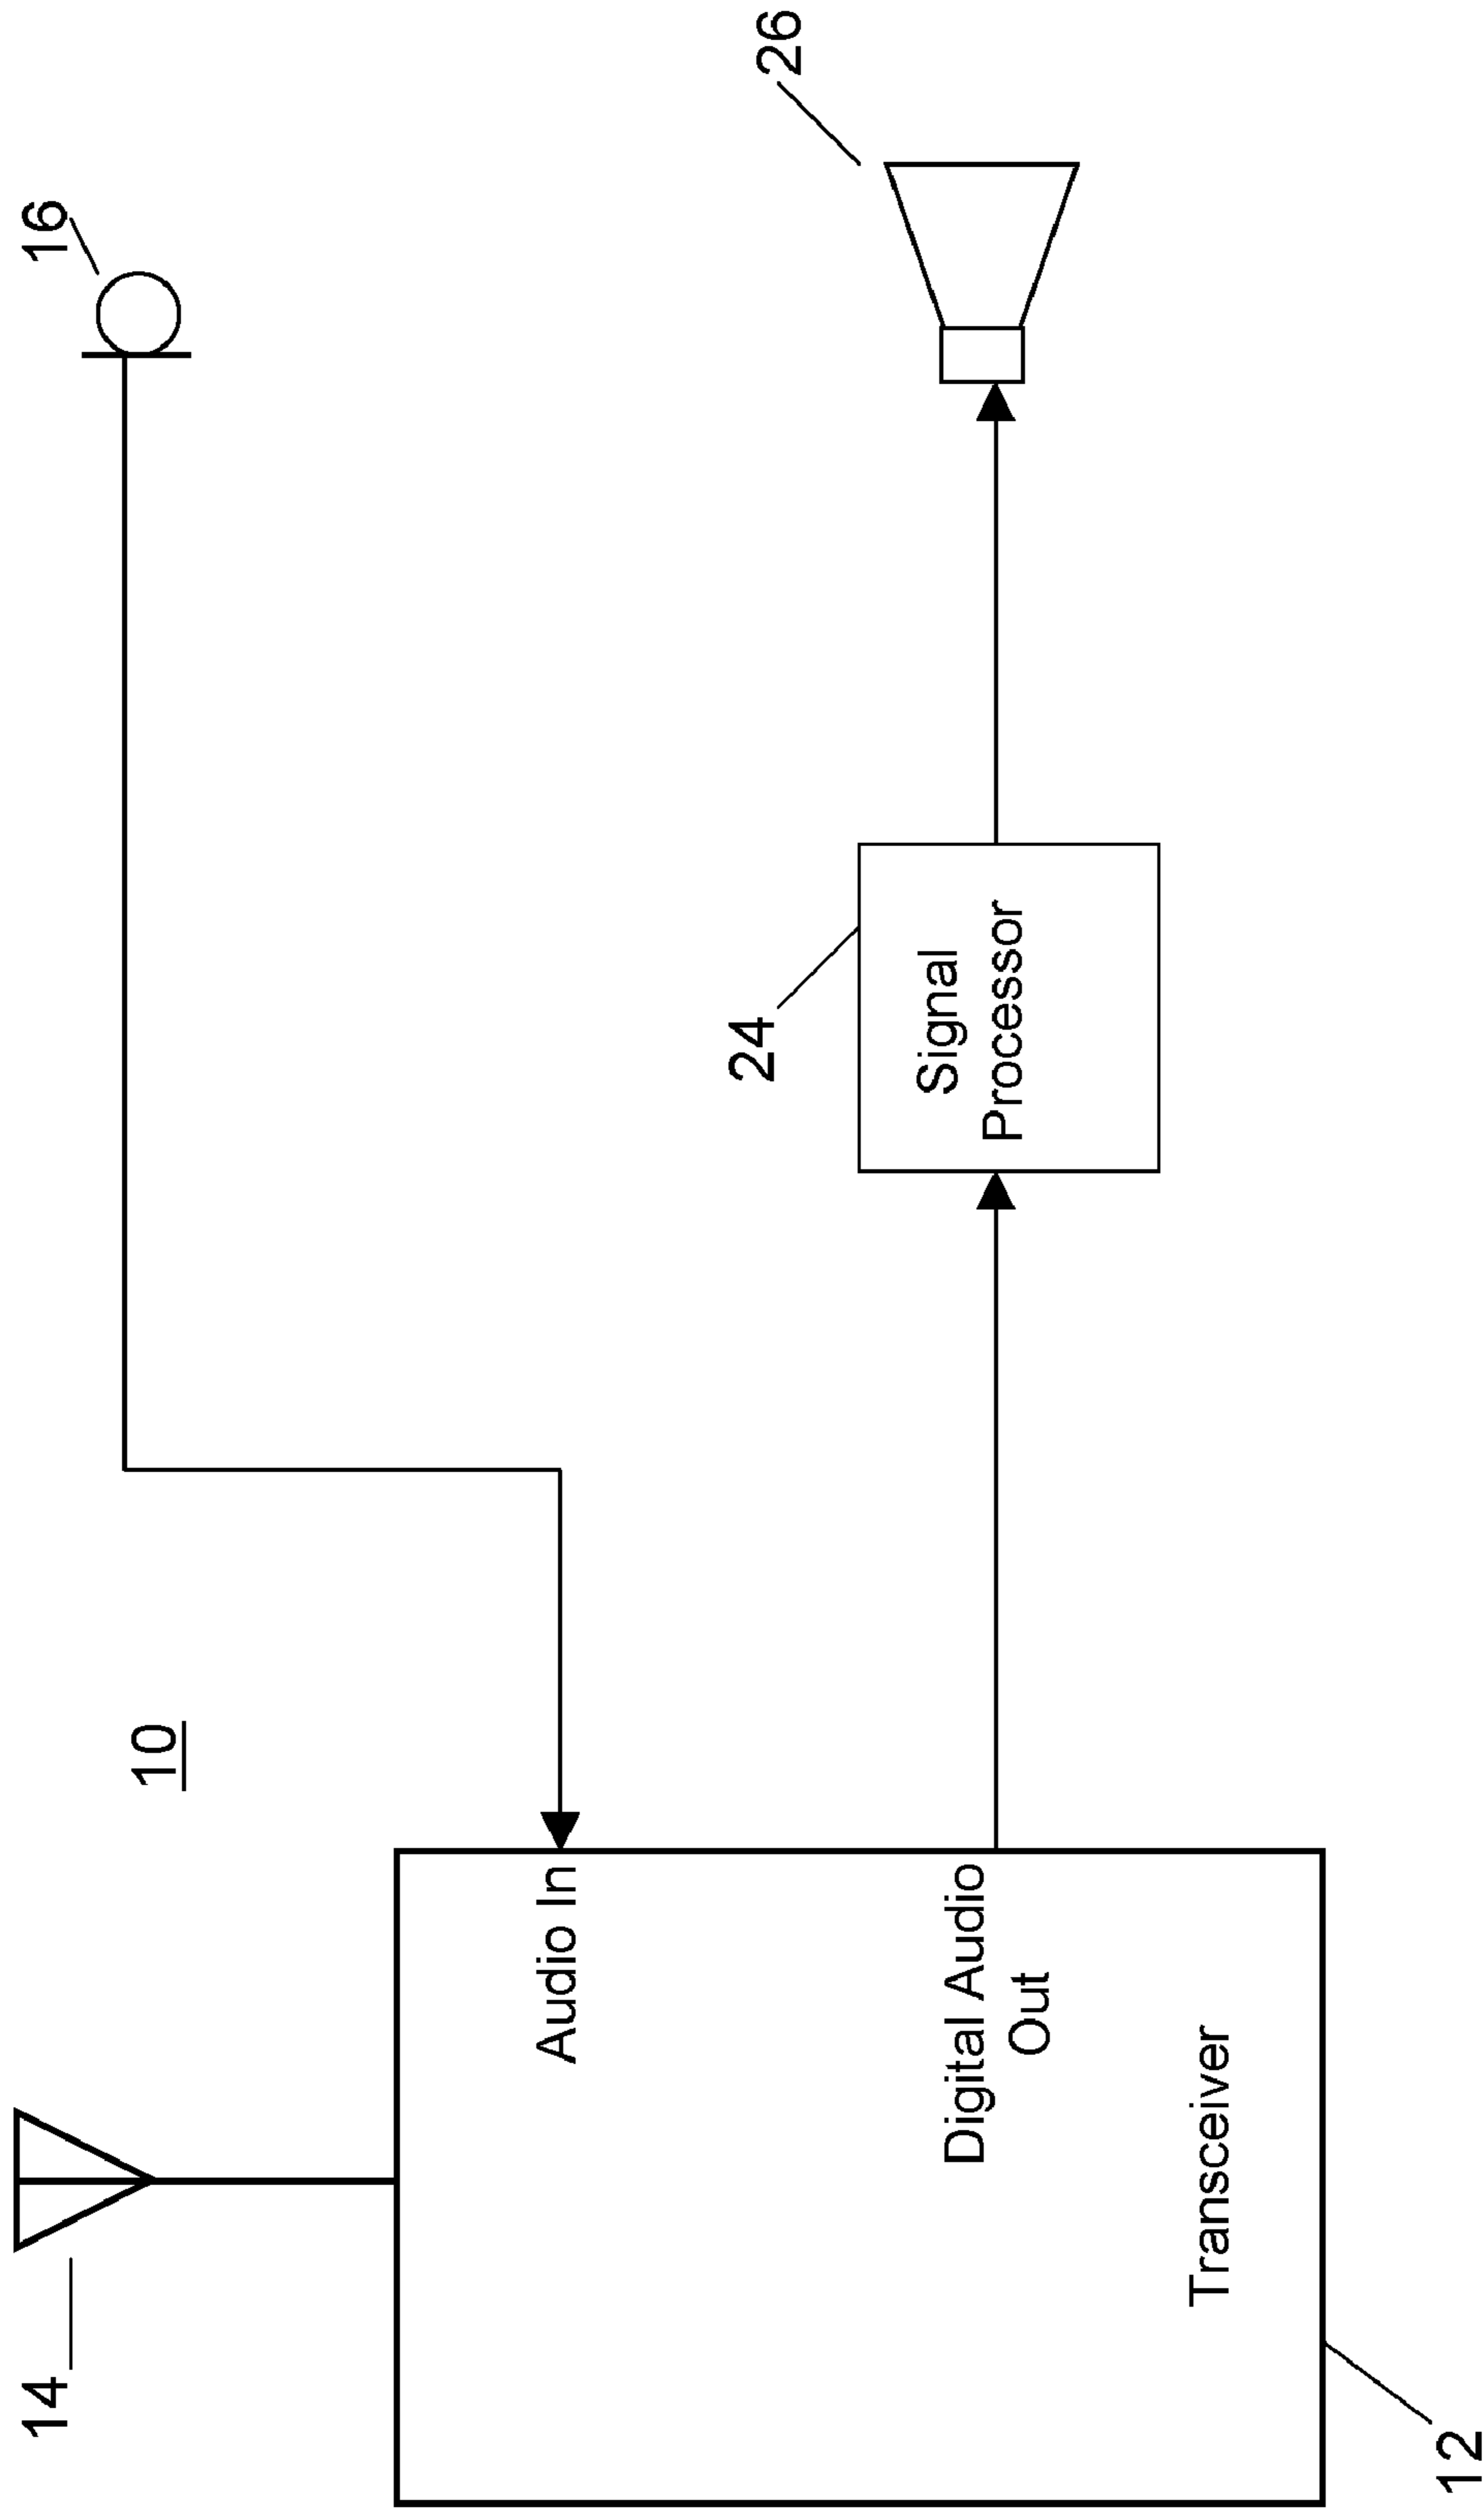 14
10
16
Audio In
26
24
Signal
Processor
Digital Audio
Out
Transceiver
12